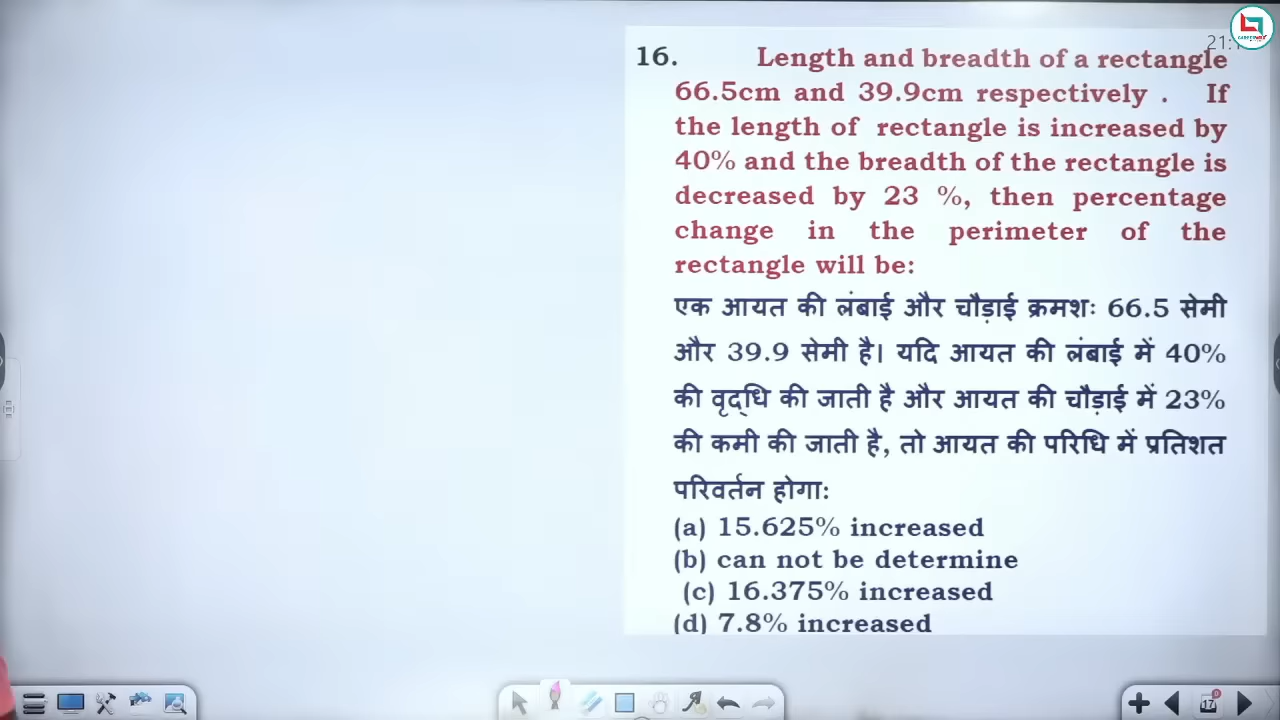 21:
16. Length and breadth of a rectangle
66.5cm and 39.9cm respectively . If
the length of rectangle is increased by
40% and the breadth of the rectangle is
decreased by 23 %, then percentage
change in the perimeter of the
rectangle will be:
एक आयत की लंबाई और चौड़ाई क्रमशः 66.5 सेमी
और 39.9 सेमी है। यदि आयत की लंबाई में 40%
की वृद्धि की जाती है और आयत की चौड़ाई में 23%
की कमी की जाती है, तो आयत की परिधि में प्रतिशत
परिवर्तन होगा:
(a) 15.625% increased
(b) can not be determine
(c) 16.375% increased
(d) 7.8% increased
17